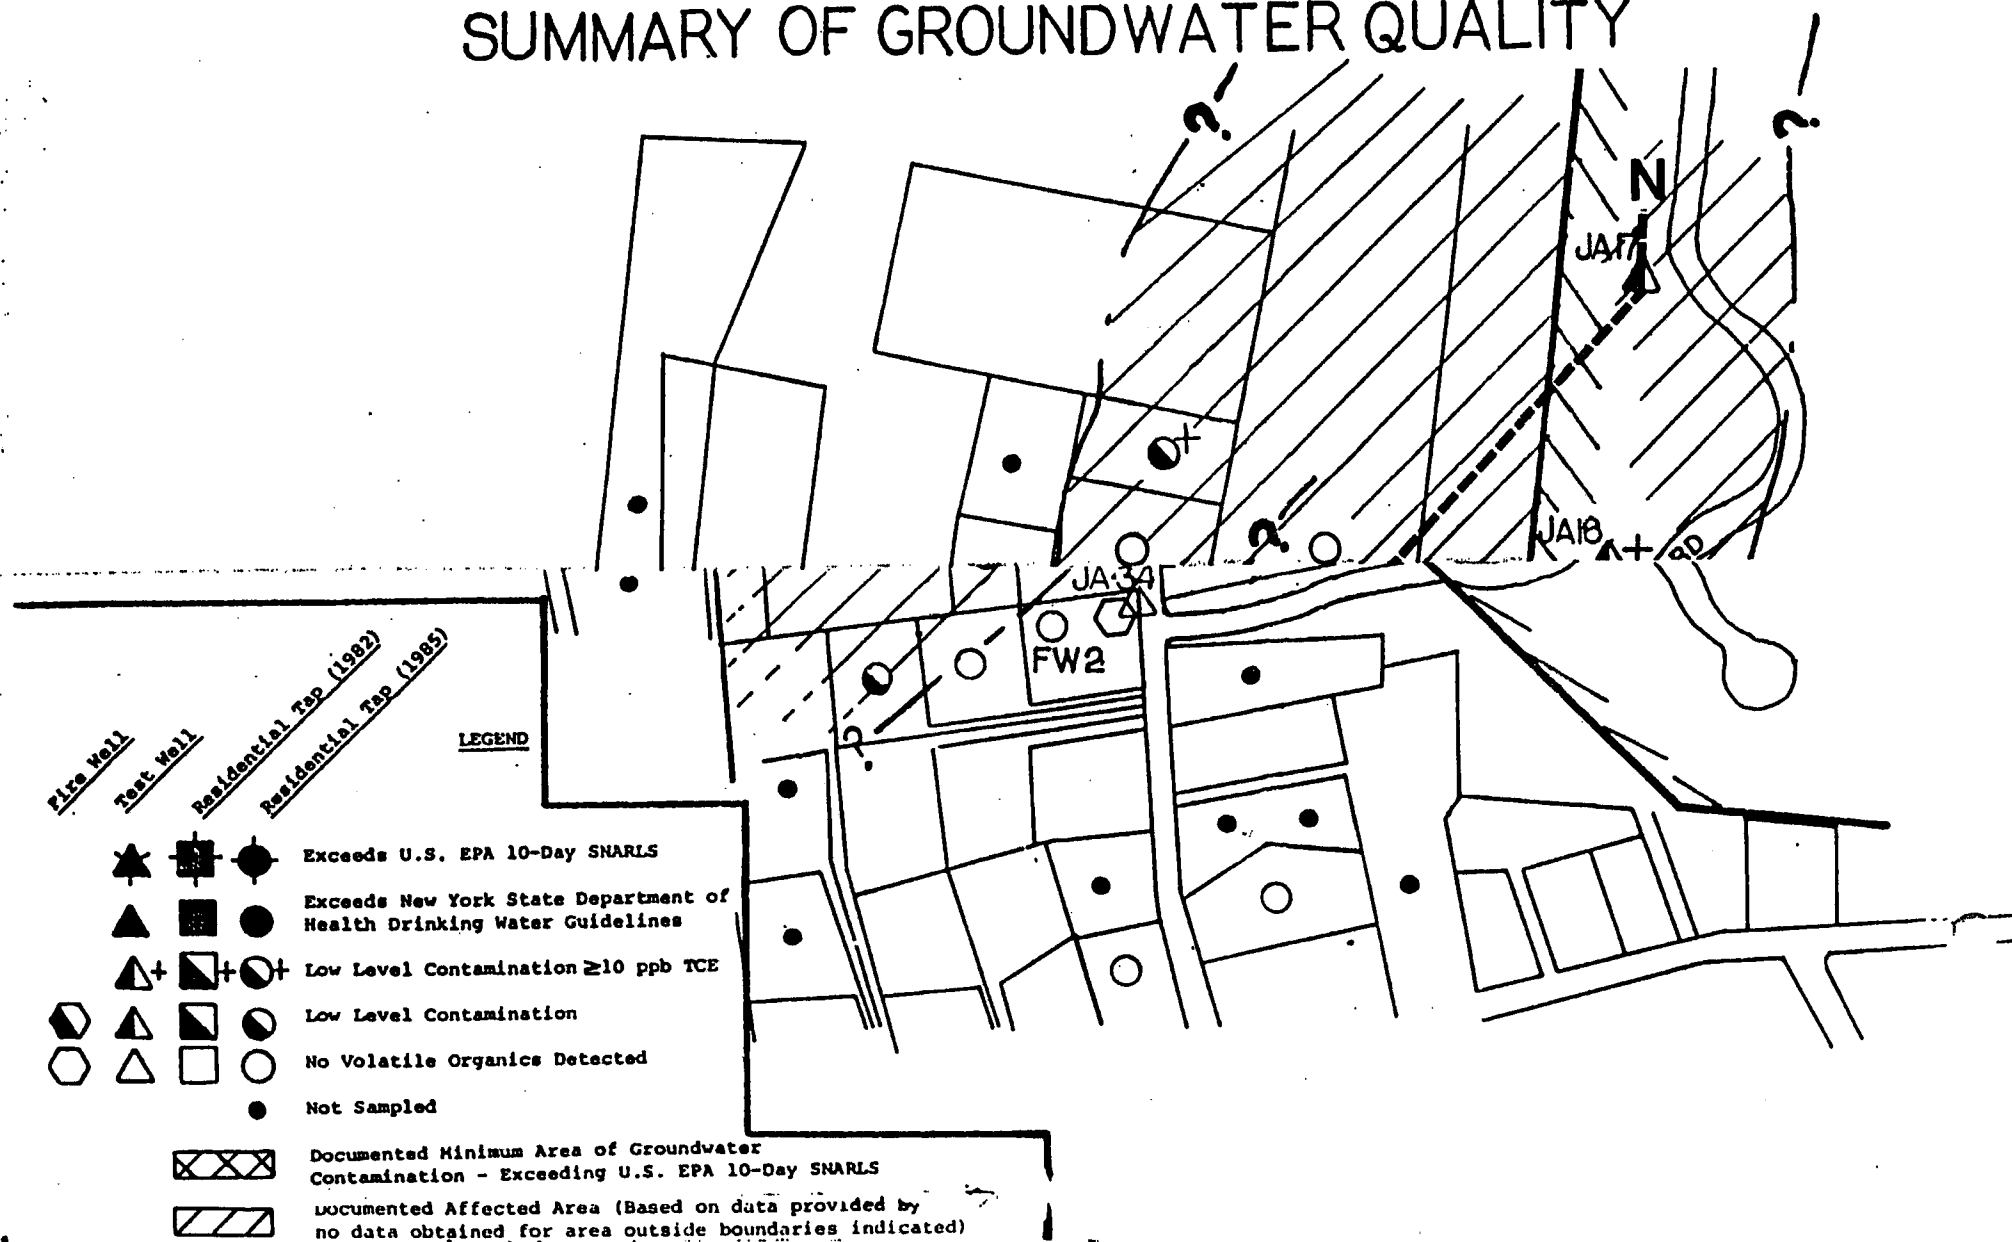 SUMMARY OF GROUNDWATER QUALITY
?
?
N
JA17
?
JA18
+
RD
+
JA-34
FW2
?
Fire Well
Test Well
Residential Tap (1982)
Residential Tap (1985)
LEGEND
Exceeds U.S. EPA 10-Day SNARLS
Exceeds New York State Department of
Health Drinking Water Guidelines
+ + + Low Level Contamination ≥10 ppb TCE
Low Level Contamination
No Volatile Organics Detected
Not Sampled
Documented Minimum Area of Groundwater
Contamination - Exceeding U.S. EPA 10-Day SNARLS
Documented Affected Area (Based on data provided by
no data obtained for area outside boundaries indicated)